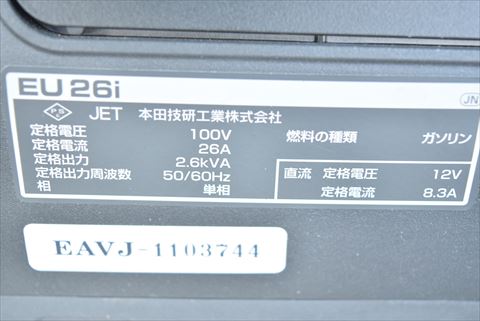 EU 26i
JN
PS E JET 本田技研工業株式会社
定格電圧 100V 燃料の種類 ガソリン
定格電流 26A
定格出力 2.6kVA 直流 定格電圧 12V
定格出力周波数 50/60Hz 定格電流 8.3A
相 単相
EAVJ-1103744